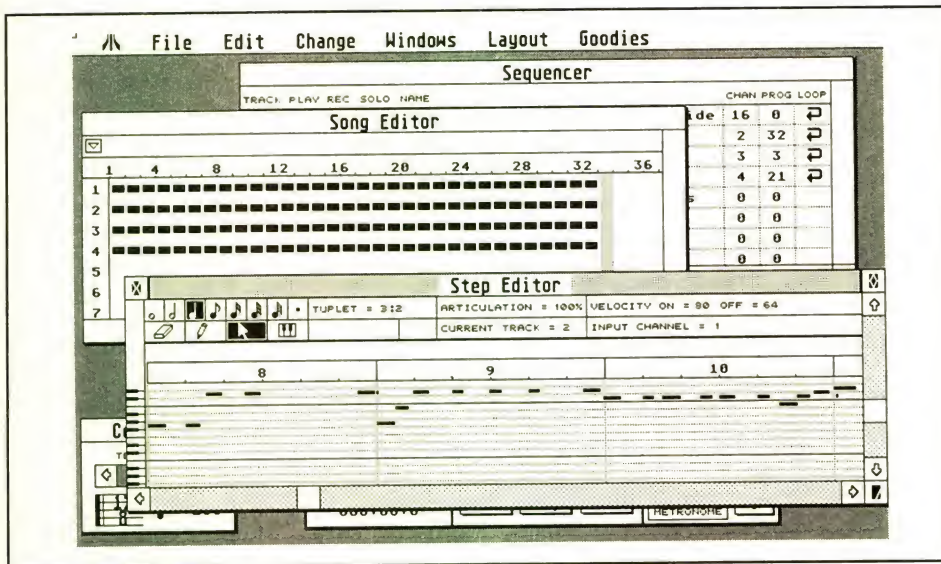 File Edit Change Windows Layout Goodies
Sequencer
TRACK PLAY REC SOLO NAME CHAN PROG LOOP
Song Editor
ide 16 0
2 32
3 3
4 21
s 0 0
0 0
0 0
0 0
1 4 8 12 16 20 24 28 32 36
1
2
3
4
5
6
7
Step Editor
TUPLET = 3:2 ARTICULATION = 100% VELOCITY ON = 90 OFF = 64
CURRENT TRACK = 2 INPUT CHANNEL = 1
8 9 10
METRONOME